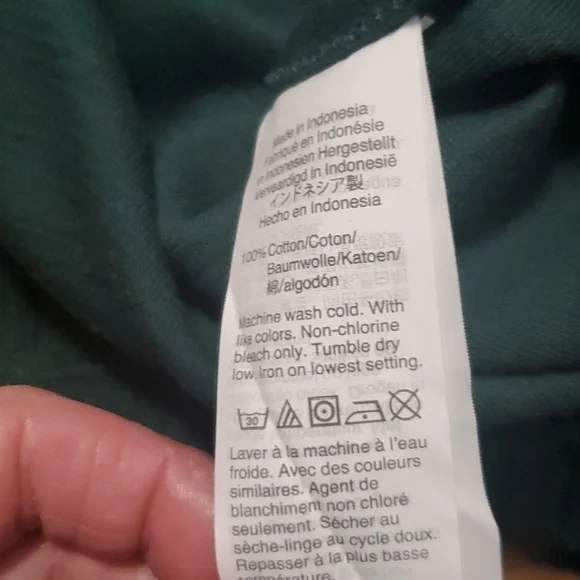 Made in Indonesia
Fabriqué en Indonésie
In Indonesien Hergestellt
Vervaardigd in Indonesië
インドネシア製
Hecho en Indonesia
100% Cotton/Coton/
Baumwolle/Katoen/
綿/algodón
Machine wash cold. With
like colors. Non-chlorine
bleach only. Tumble dry
low.Iron on lowest setting.
30
Laver à la machine à l'eau
froide. Avec des couleurs
similaires. Agent de
blanchiment non chloré
seulement. Sécher au
sèche-linge au cycle doux.
Repasser à la plus basse
température.